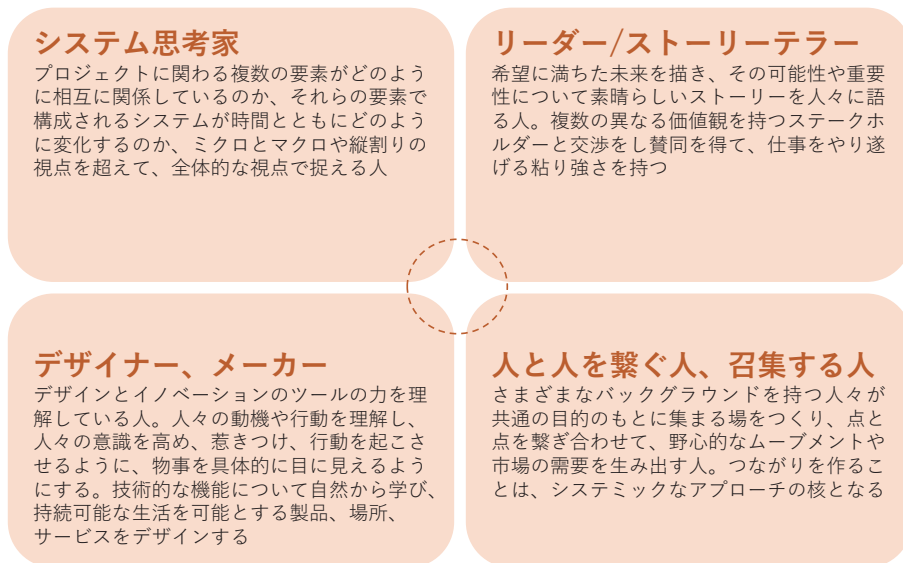 システム思考家
プロジェクトに関わる複数の要素がどのよう
に相互に関係しているのか、それらの要素で
構成されるシステムが時間とともにどのよう
に変化するのか、ミクロとマクロや縦割りの
視点を超えて、全体的な視点で捉える人
リーダー/ストーリーテラー
希望に満ちた未来を描き、その可能性や重要
性について素晴らしいストーリーを人々に語
る人。複数の異なる価値観を持つステークホ
ルダーと交渉をし賛同を得て、仕事をやり遂
げる粘り強さを持つ
デザイナー、メーカー
デザインとイノベーションのツールの力を理
解している人。人々の動機や行動を理解し、
人々の意識を高め、惹きつけ、行動を起こさ
せるように、物事を具体的に目に見えるよう
にする。技術的な機能について自然から学び、
持続可能な生活を可能とする製品、場所、
サービスをデザインする
人と人を繋ぐ人、召集する人
さまざまなバックグラウンドを持つ人々が
共通の目的のもとに集まる場をつくり、点と
点を繋ぎ合わせて、野心的なムーブメントや
市場の需要を生み出す人。つながりを作るこ
とは、システミックなアプローチの核となる